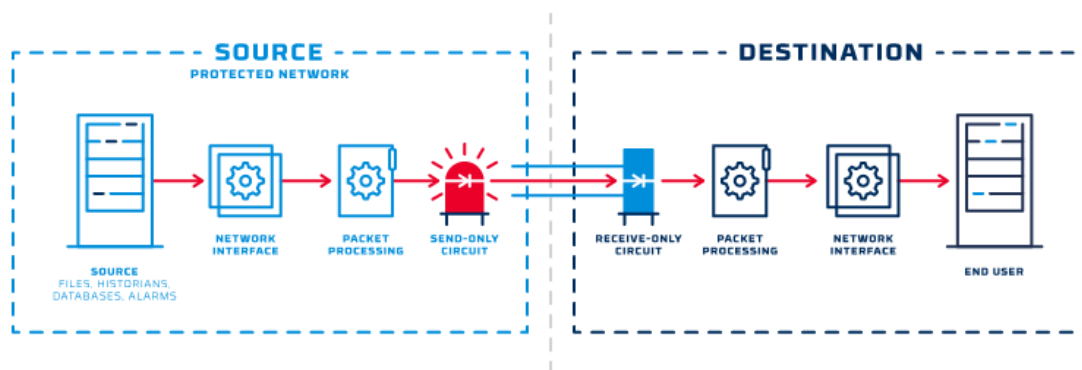 SOURCE
PROTECTED NETWORK
DESTINATION
NETWORK
INTERFACE
PACKET
PROCESSING
SEND-ONLY
CIRCUIT
RECEIVE-ONLY
CIRCUIT
PACKET
PROCESSING
NETWORK
INTERFACE
SOURCE
FILES, HISTORIANS,
DATABASES, ALARMS
END USER